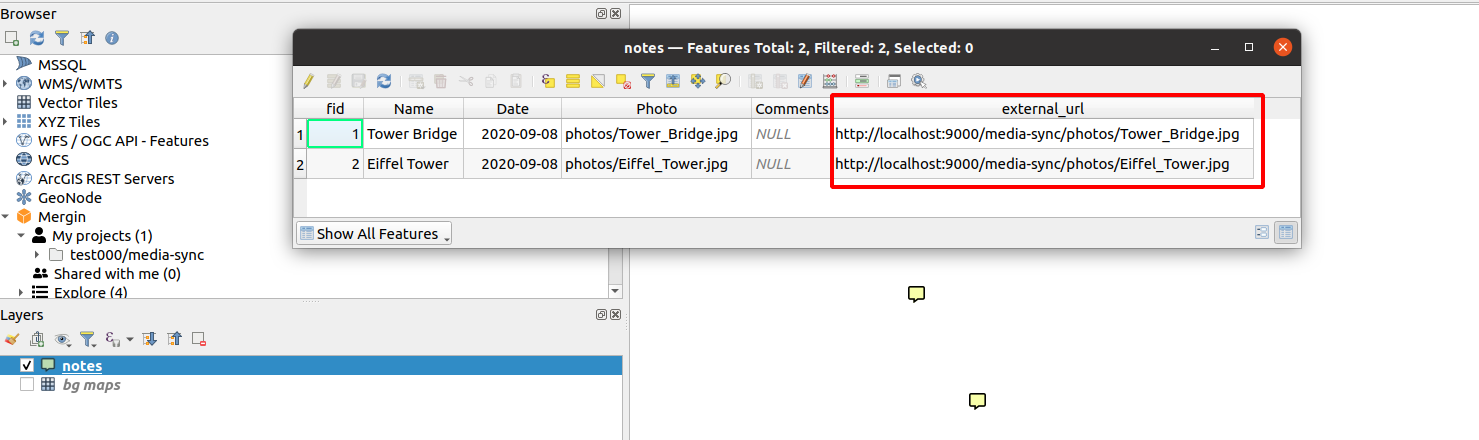 Browser
MSSQL
WMS/WMTS
Vector Tiles
XYZ Tiles
WFS / OGC API - Features
WCS
ArcGIS REST Servers
GeoNode
Mergin
My projects (1)
test000/media-sync
Shared with me (0)
Explore (4)
Layers
notes
bg maps
notes — Features Total: 2, Filtered: 2, Selected: 0
fid Name Date Photo Comments external_url
1 1 Tower Bridge 2020-09-08 photos/Tower_Bridge.jpg NULL http://localhost:9000/media-sync/photos/Tower_Bridge.jpg
2 2 Eiffel Tower 2020-09-08 photos/Eiffel_Tower.jpg NULL http://localhost:9000/media-sync/photos/Eiffel_Tower.jpg
Show All Features